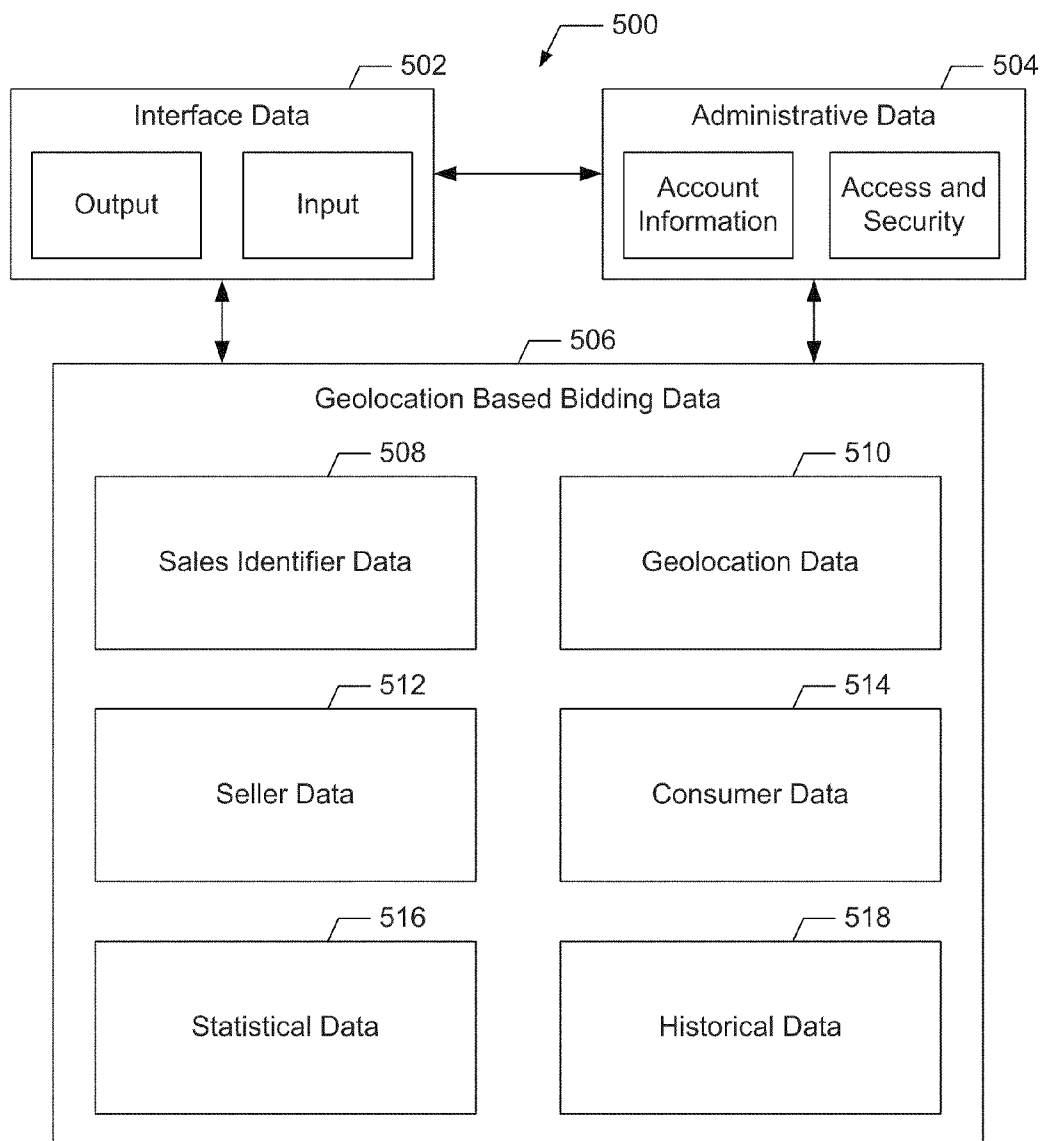 500
502
504
Interface Data
Administrative Data
Output
Input
Account
Information
Access and
Security
506
Geolocation Based Bidding Data
508
510
Sales Identifier Data
Geolocation Data
512
514
Seller Data
Consumer Data
516
518
Statistical Data
Historical Data